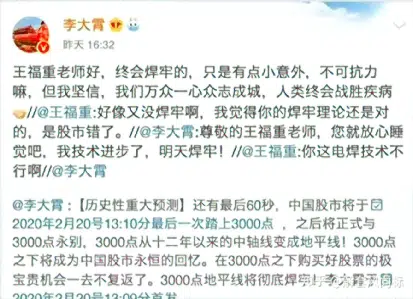 李大霄
昨天 16:32
王福重老师好,终会焊牢的,只是有点小意外,不可抗力
嘛,但我坚信,我们万众一心众志成城,人类终会战胜疾病
//@王福重:好像又没焊牢啊,我觉得你的焊牢理论还是对
的,是股市错了。//@李大霄:尊敬的王福重老师,您就放心睡
觉吧,我技术进步了,明天焊牢!//@王福重:你这电焊技术不
行啊//@李大霄
@李大霄:【历史性重大预测】还有最后60秒,中国股市将于
2020年2月20号13:10分最后一次踏上3000点 ,之后将正式与
3000点永别,3000点从十二年以来的中轴线变成地平线!3000点
之下将成为中国股市永恒的回忆。在3000点之下购买好股票的极
宝贵机会一去不复返了。3000点地平线将彻底焊牢!
2020年2月20号13:09分首发